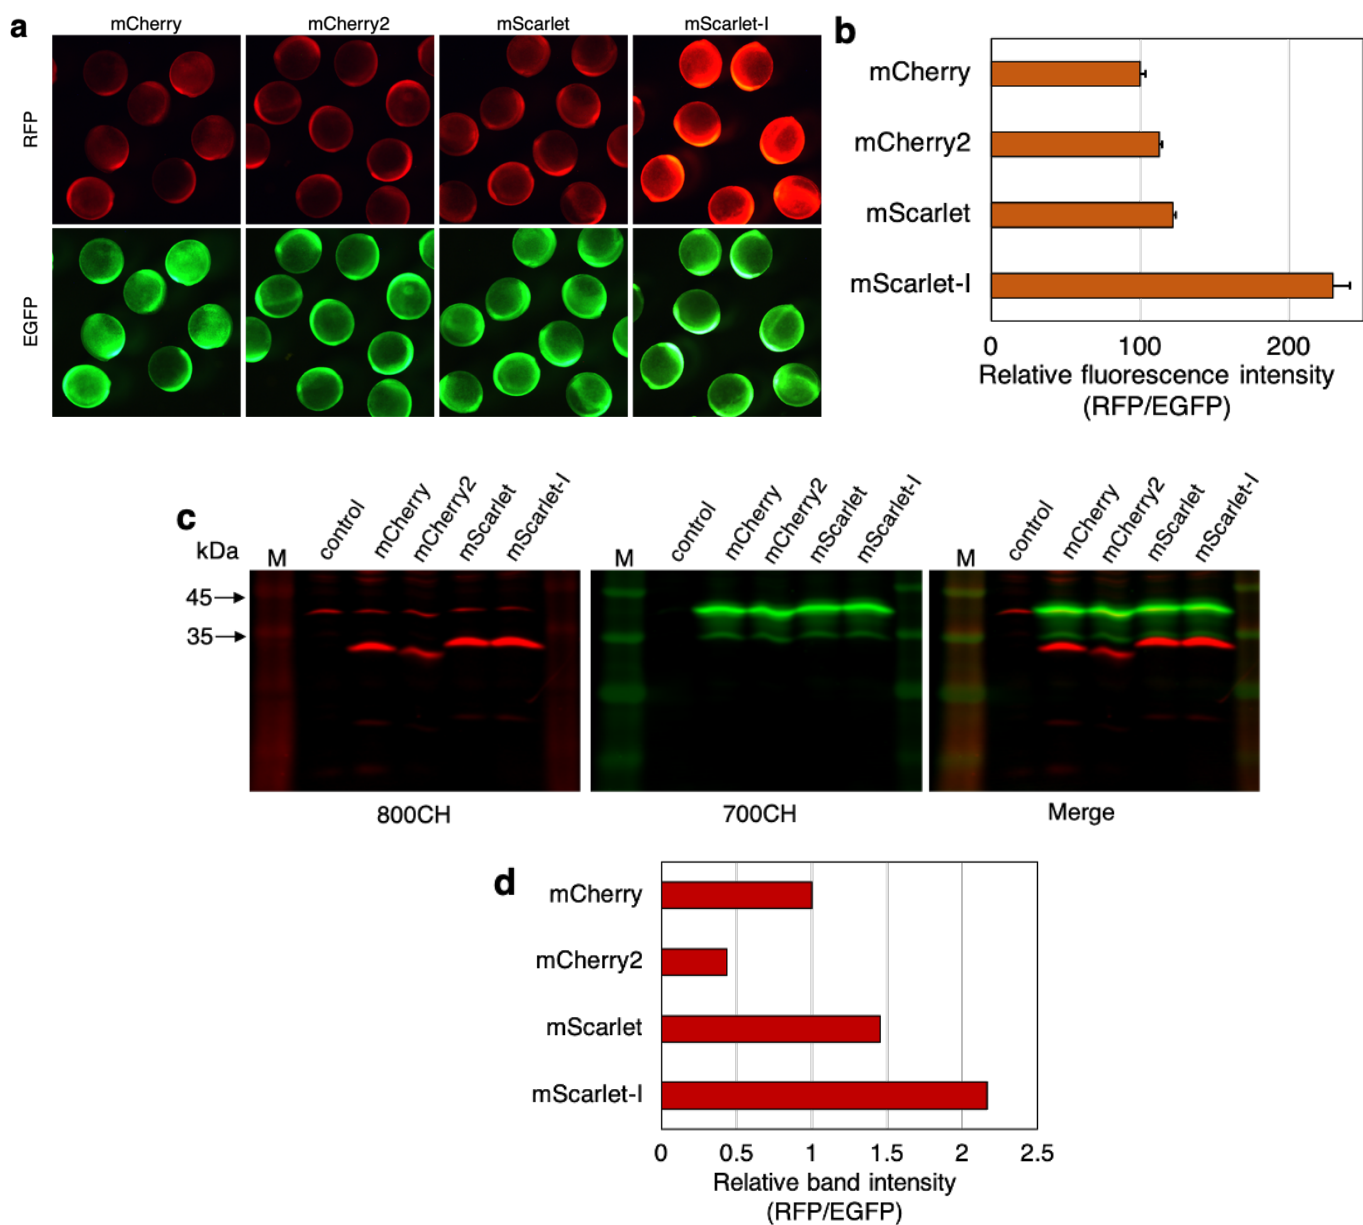 a
mCherry mCherry2 mScarlet mScarlet-I
RFP
EGFP
b
mCherry
mCherry2
mScarlet
mScarlet-I
0 100 200
Relative fluorescence intensity
(RFP/EGFP)
c
kDa
45
35
M control mCherry mCherry2 mScarlet mScarlet-I
800CH
M control mCherry mCherry2 mScarlet mScarlet-I
700CH
M control mCherry mCherry2 mScarlet mScarlet-I
Merge
d
mCherry
mCherry2
mScarlet
mScarlet-I
0 0.5 1 1.5 2 2.5
Relative band intensity
(RFP/EGFP)